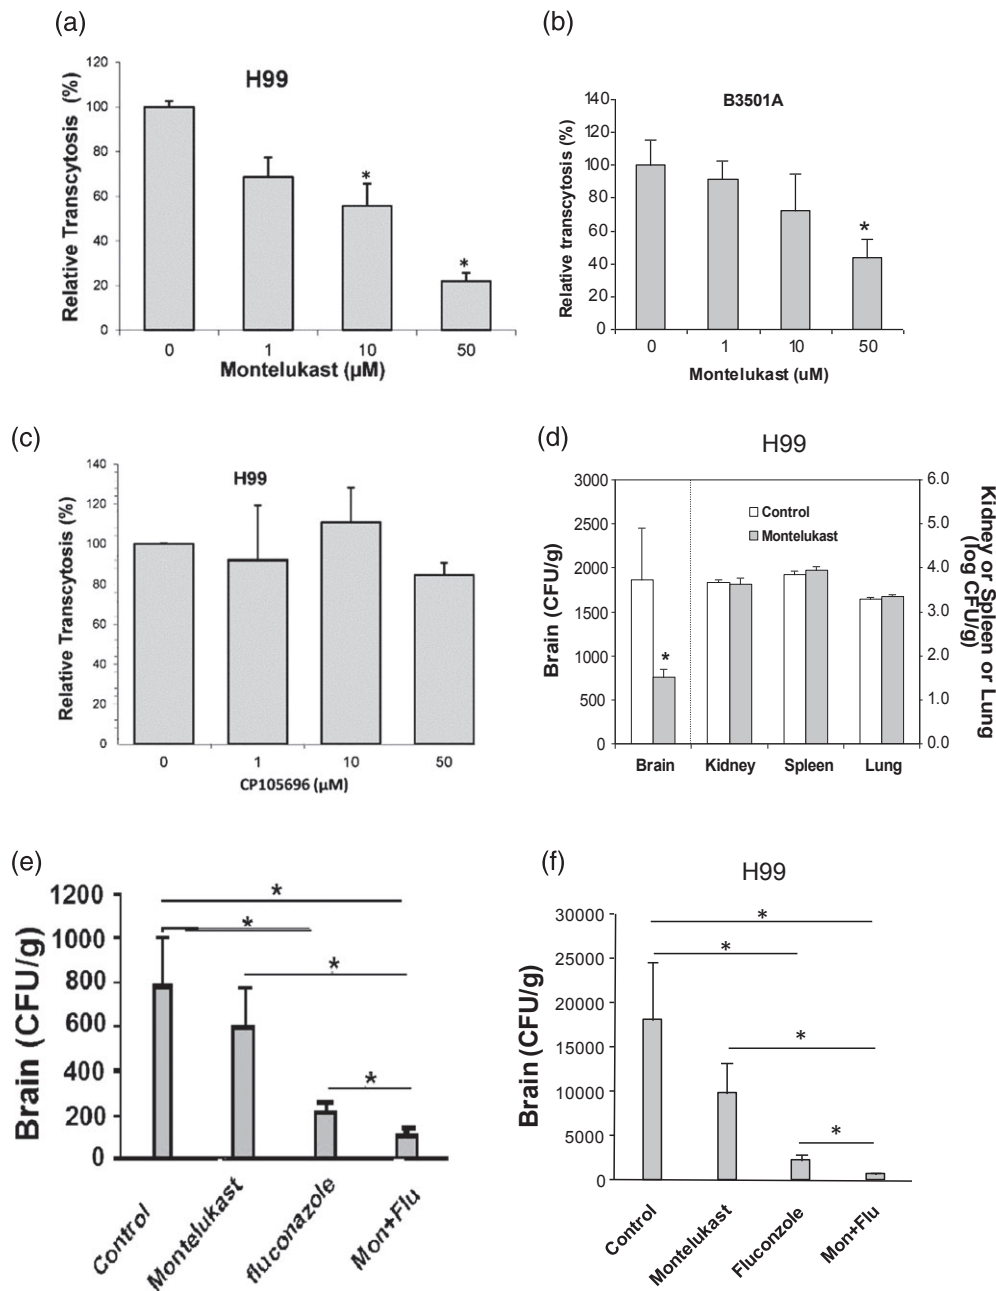 (a)
H99
Relative Transcytosis (%)
120
100
80
60
40
20
0
*
*
0 1 10 50
Montelukast (µM)
(b)
B3501A
Relative transcytosis (%)
140
120
100
80
60
40
20
0
*
0 1 10 50
Montelukast (uM)
(c)
H99
Relative Transcytosis (%)
140
120
100
80
60
40
20
0
0 1 10 50
CP105696 (µM)
(d)
H99
Brain (CFU/g)
3000
2500
2000
1500
1000
500
0
Control
Montelukast
*
6.0
5.0
4.0
3.0
2.0
1.0
0.0
Kidney or Spleen or Lung
(log CFU/g)
Brain Kidney Spleen Lung
(e)
Brain (CFU/g)
1200
1000
800
600
400
200
0
*
*
*
*
Control
Montelukast
fluconazole
Mon+Flu
(f)
H99
Brain (CFU/g)
30000
25000
20000
15000
10000
5000
0
*
*
*
*
Control
Montelukast
Fluconzole
Mon+Flu